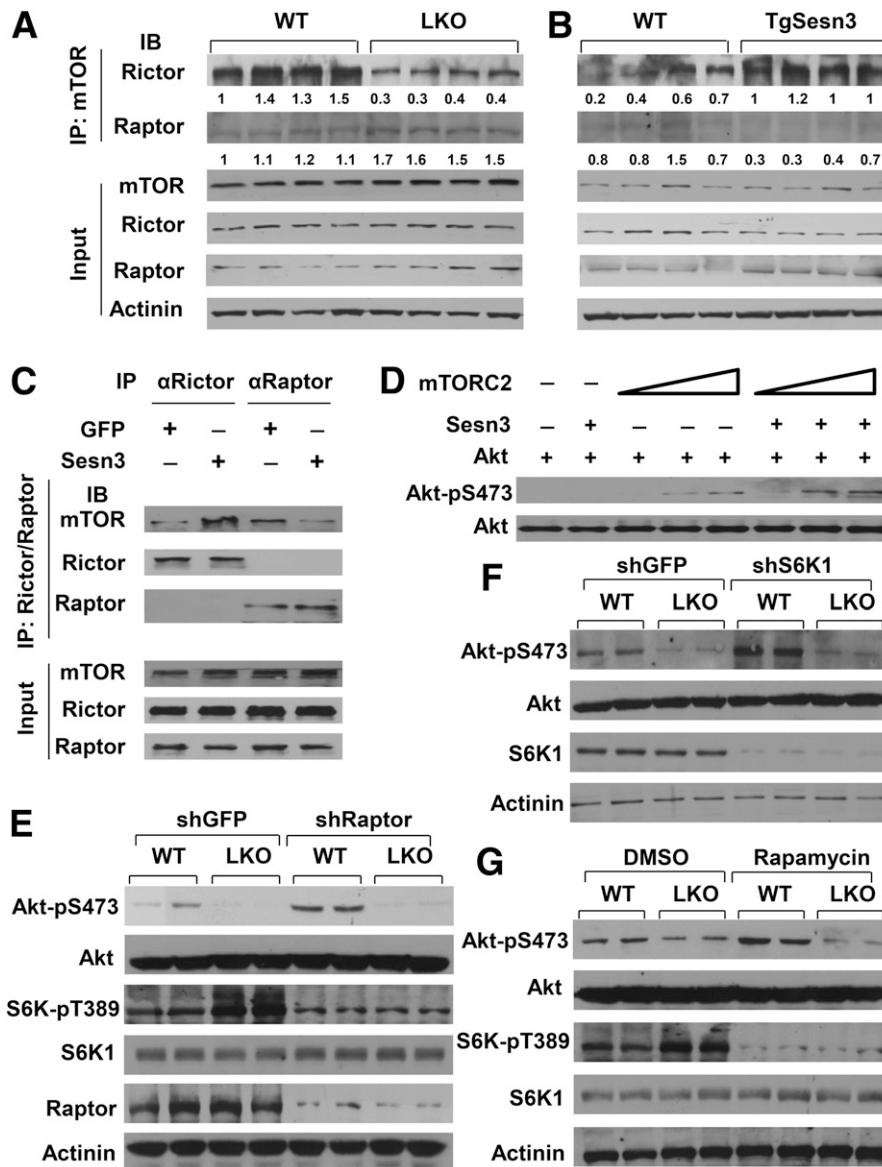 A
WT LKO
IB
IP: mTOR
Rictor
1 1.4 1.3 1.5 0.3 0.3 0.4 0.4
Raptor
1 1.1 1.2 1.1 1.7 1.6 1.5 1.5
Input
mTOR
Rictor
Raptor
Actinin
B
WT TgSesn3
0.2 0.4 0.6 0.7 1 1.2 1 1
0.8 0.8 1.5 0.7 0.3 0.3 0.4 0.7
C
IP αRictor αRaptor
GFP + – + –
Sesn3 – + – +
IB
IP: Rictor/Raptor
mTOR
Rictor
Raptor
Input
mTOR
Rictor
Raptor
D
mTORC2 – –
Sesn3 – + – – – + + +
Akt + + + + + + + +
Akt-pS473
Akt
E
shGFP shRaptor
WT LKO WT LKO
Akt-pS473
Akt
S6K-pT389
S6K1
Raptor
Actinin
F
shGFP shS6K1
WT LKO WT LKO
Akt-pS473
Akt
S6K1
Actinin
G
DMSO Rapamycin
WT LKO WT LKO
Akt-pS473
Akt
S6K-pT389
S6K1
Actinin